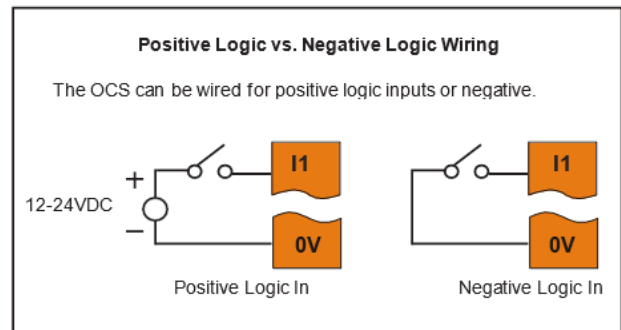 Positive Logic vs. Negative Logic Wiring
The OCS can be wired for positive logic inputs or negative.
+
I1
12-24VDC
−
0V
Positive Logic In
I1
0V
Negative Logic In